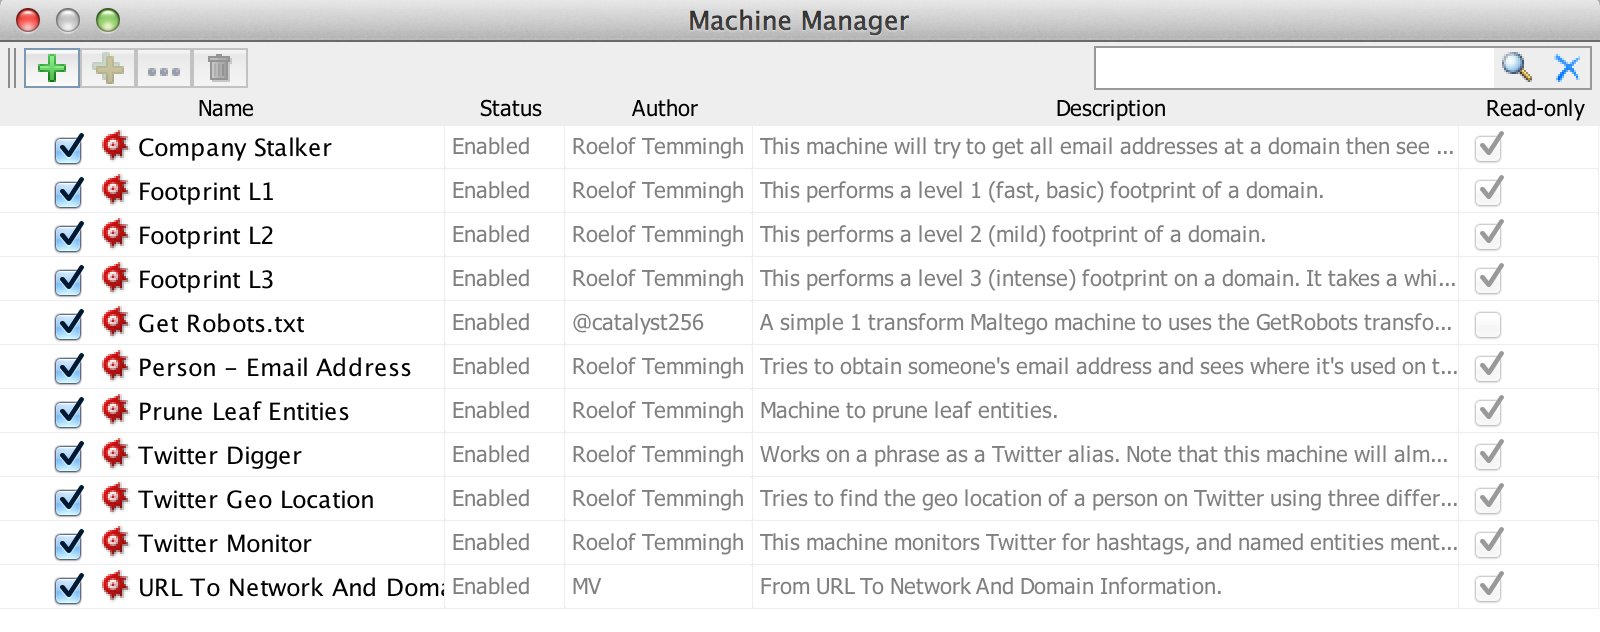 Machine Manager
Name Status Author Description Read-only
Company Stalker Enabled Roelof Temmingh This machine will try to get all email addresses at a domain then see ...
Footprint L1 Enabled Roelof Temmingh This performs a level 1 (fast, basic) footprint of a domain.
Footprint L2 Enabled Roelof Temmingh This performs a level 2 (mild) footprint of a domain.
Footprint L3 Enabled Roelof Temmingh This performs a level 3 (intense) footprint on a domain. It takes a whi...
Get Robots.txt Enabled @catalyst256 A simple 1 transform Maltego machine to uses the GetRobots transfo...
Person - Email Address Enabled Roelof Temmingh Tries to obtain someone's email address and sees where it's used on t...
Prune Leaf Entities Enabled Roelof Temmingh Machine to prune leaf entities.
Twitter Digger Enabled Roelof Temmingh Works on a phrase as a Twitter alias. Note that this machine will alm...
Twitter Geo Location Enabled Roelof Temmingh Tries to find the geo location of a person on Twitter using three differ...
Twitter Monitor Enabled Roelof Temmingh This machine monitors Twitter for hashtags, and named entities ment...
URL To Network And Doma Enabled MV From URL To Network And Domain Information.